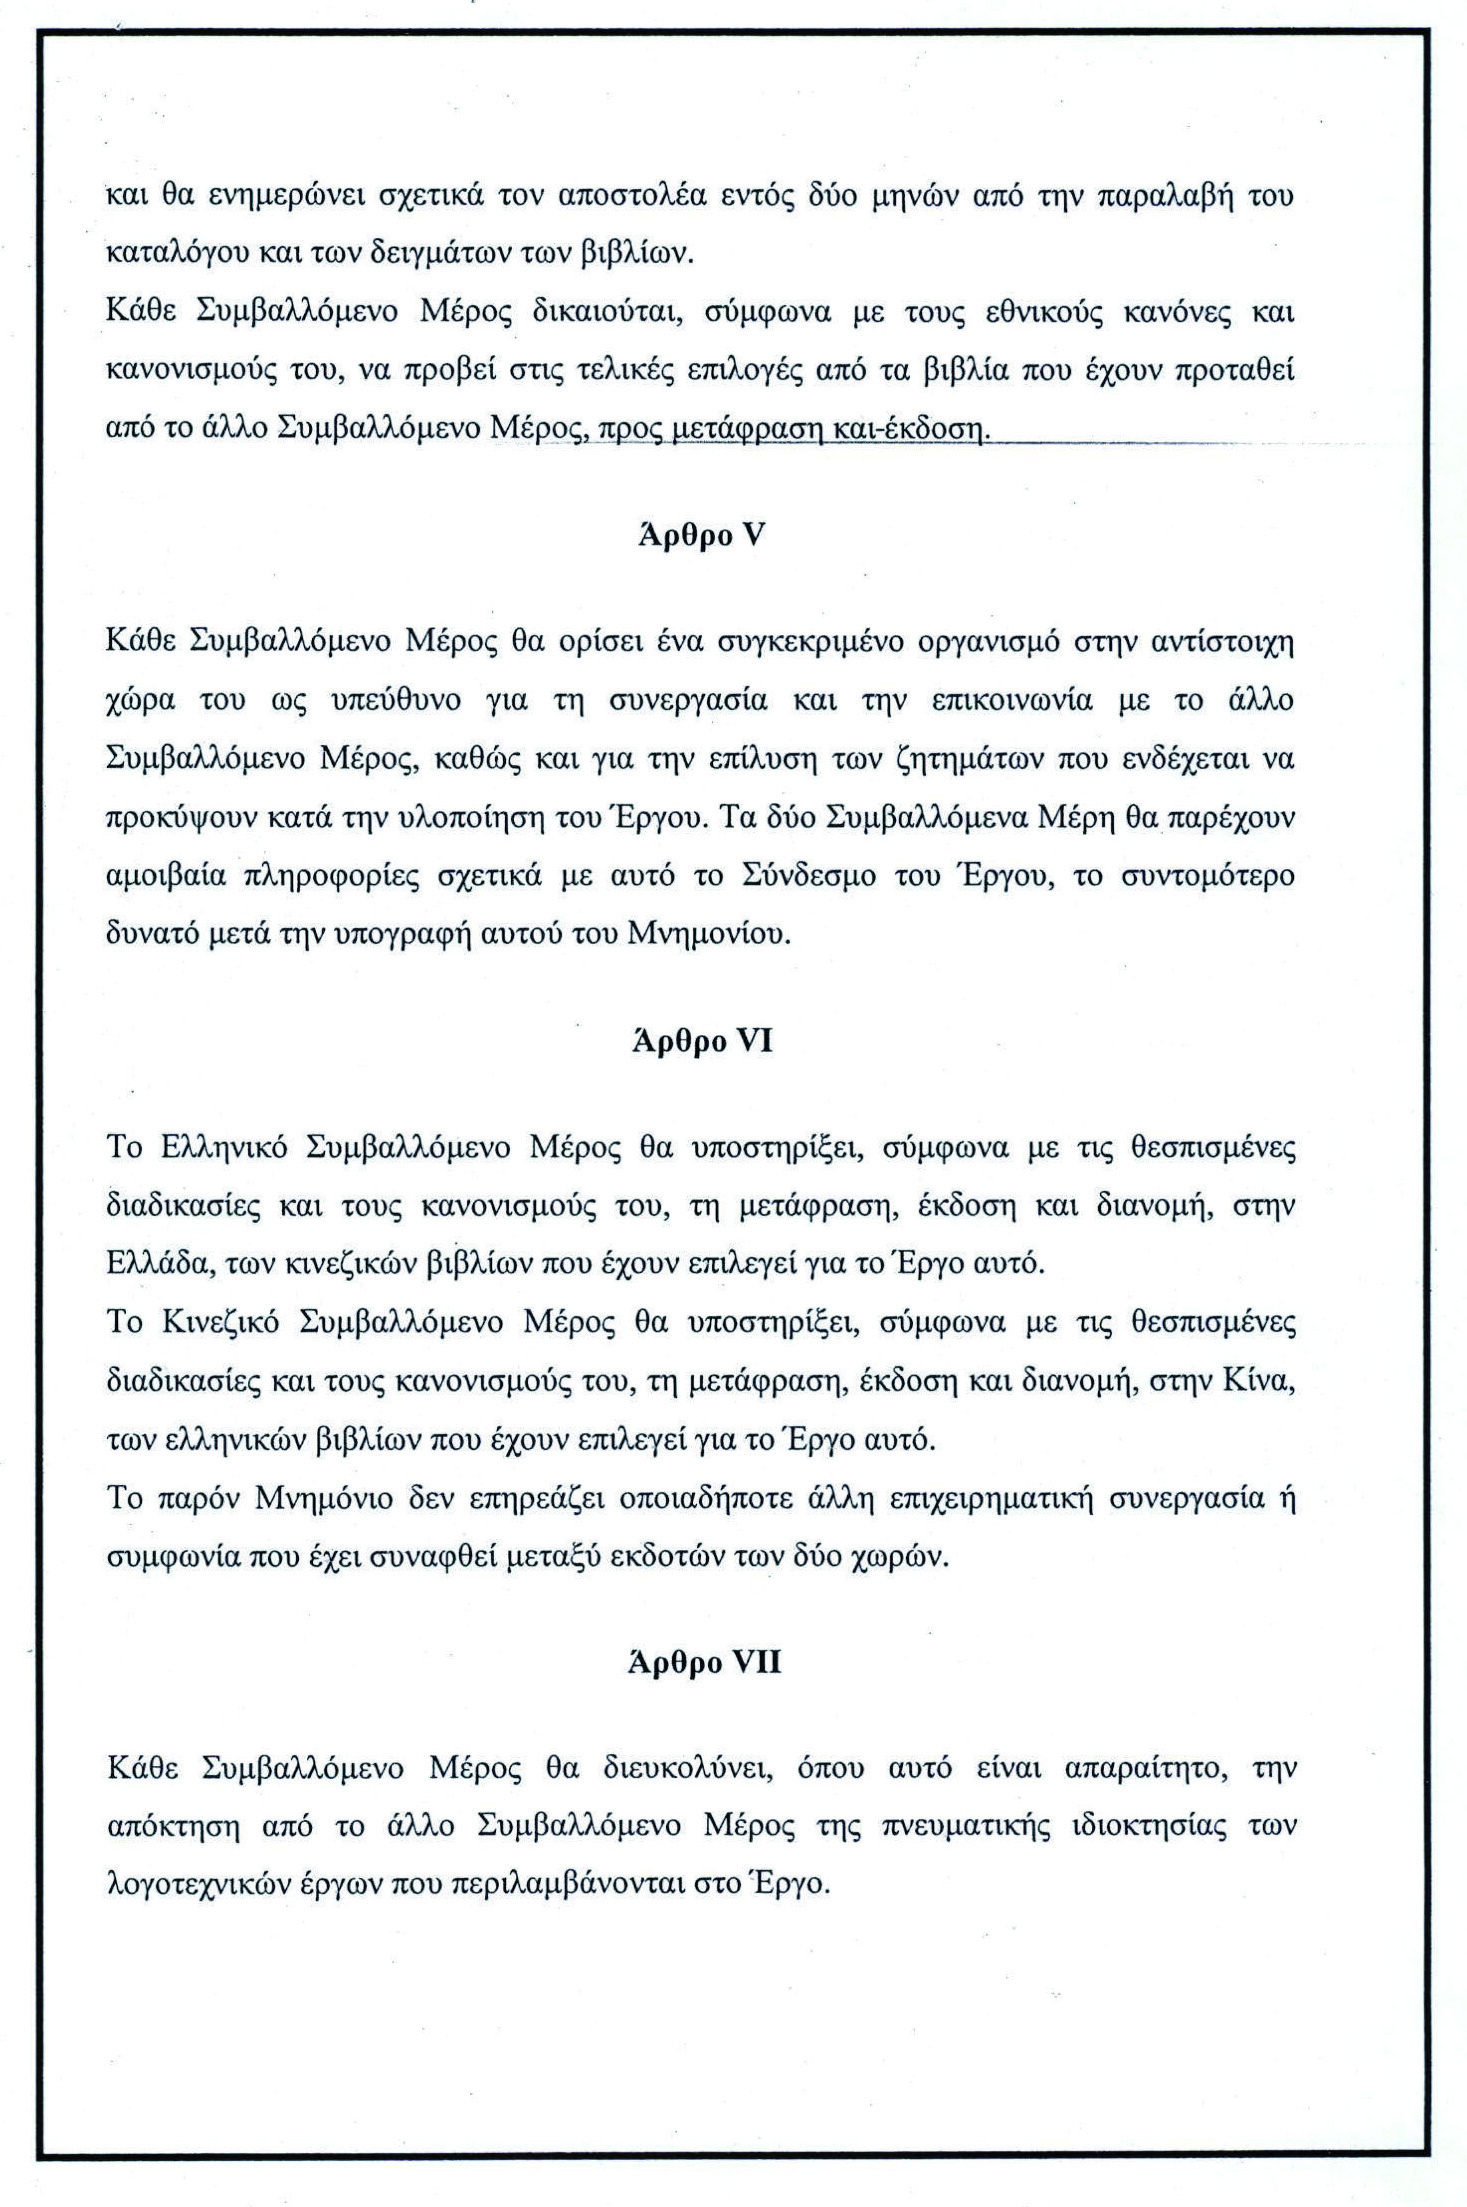 και θα ενημερώνει σχετικά τον αποστολέα εντός δύο μηνών από την παραλαβή του
καταλόγου και των δειγμάτων των βιβλίων.
Κάθε Συμβαλλόμενο Μέρος δικαιούται, σύμφωνα με τους εθνικούς κανόνες και
κανονισμούς του, να προβεί στις τελικές επιλογές από τα βιβλία που έχουν προταθεί
από το άλλο Συμβαλλόμενο Μέρος, προς μετάφραση και έκδοση.
Άρθρο V
Κάθε Συμβαλλόμενο Μέρος θα ορίσει ένα συγκεκριμένο οργανισμό στην αντίστοιχη
χώρα του ως υπεύθυνο για τη συνεργασία και την επικοινωνία με το άλλο
Συμβαλλόμενο Μέρος, καθώς και για την επίλυση των ζητημάτων που ενδέχεται να
προκύψουν κατά την υλοποίηση του Έργου. Τα δύο Συμβαλλόμενα Μέρη θα παρέχουν
αμοιβαία πληροφορίες σχετικά με αυτό το Σύνδεσμο του Έργου, το συντομότερο
δυνατό μετά την υπογραφή αυτού του Μνημονίου.
Άρθρο VI
Το Ελληνικό Συμβαλλόμενο Μέρος θα υποστηρίξει, σύμφωνα με τις θεσπισμένες
διαδικασίες και τους κανονισμούς του, τη μετάφραση, έκδοση και διανομή, στην
Ελλάδα, των κινεζικών βιβλίων που έχουν επιλεγεί για το Έργο αυτό.
Το Κινεζικό Συμβαλλόμενο Μέρος θα υποστηρίξει, σύμφωνα με τις θεσπισμένες
διαδικασίες και τους κανονισμούς του, τη μετάφραση, έκδοση και διανομή, στην Κίνα,
των ελληνικών βιβλίων που έχουν επιλεγεί για το Έργο αυτό.
Το παρόν Μνημόνιο δεν επηρεάζει οποιαδήποτε άλλη επιχειρηματική συνεργασία ή
συμφωνία που έχει συναφθεί μεταξύ εκδοτών των δύο χωρών.
Άρθρο VII
Κάθε Συμβαλλόμενο Μέρος θα διευκολύνει, όπου αυτό είναι απαραίτητο, την
απόκτηση από το άλλο Συμβαλλόμενο Μέρος της πνευματικής ιδιοκτησίας των
λογοτεχνικών έργων που περιλαμβάνονται στο Έργο.